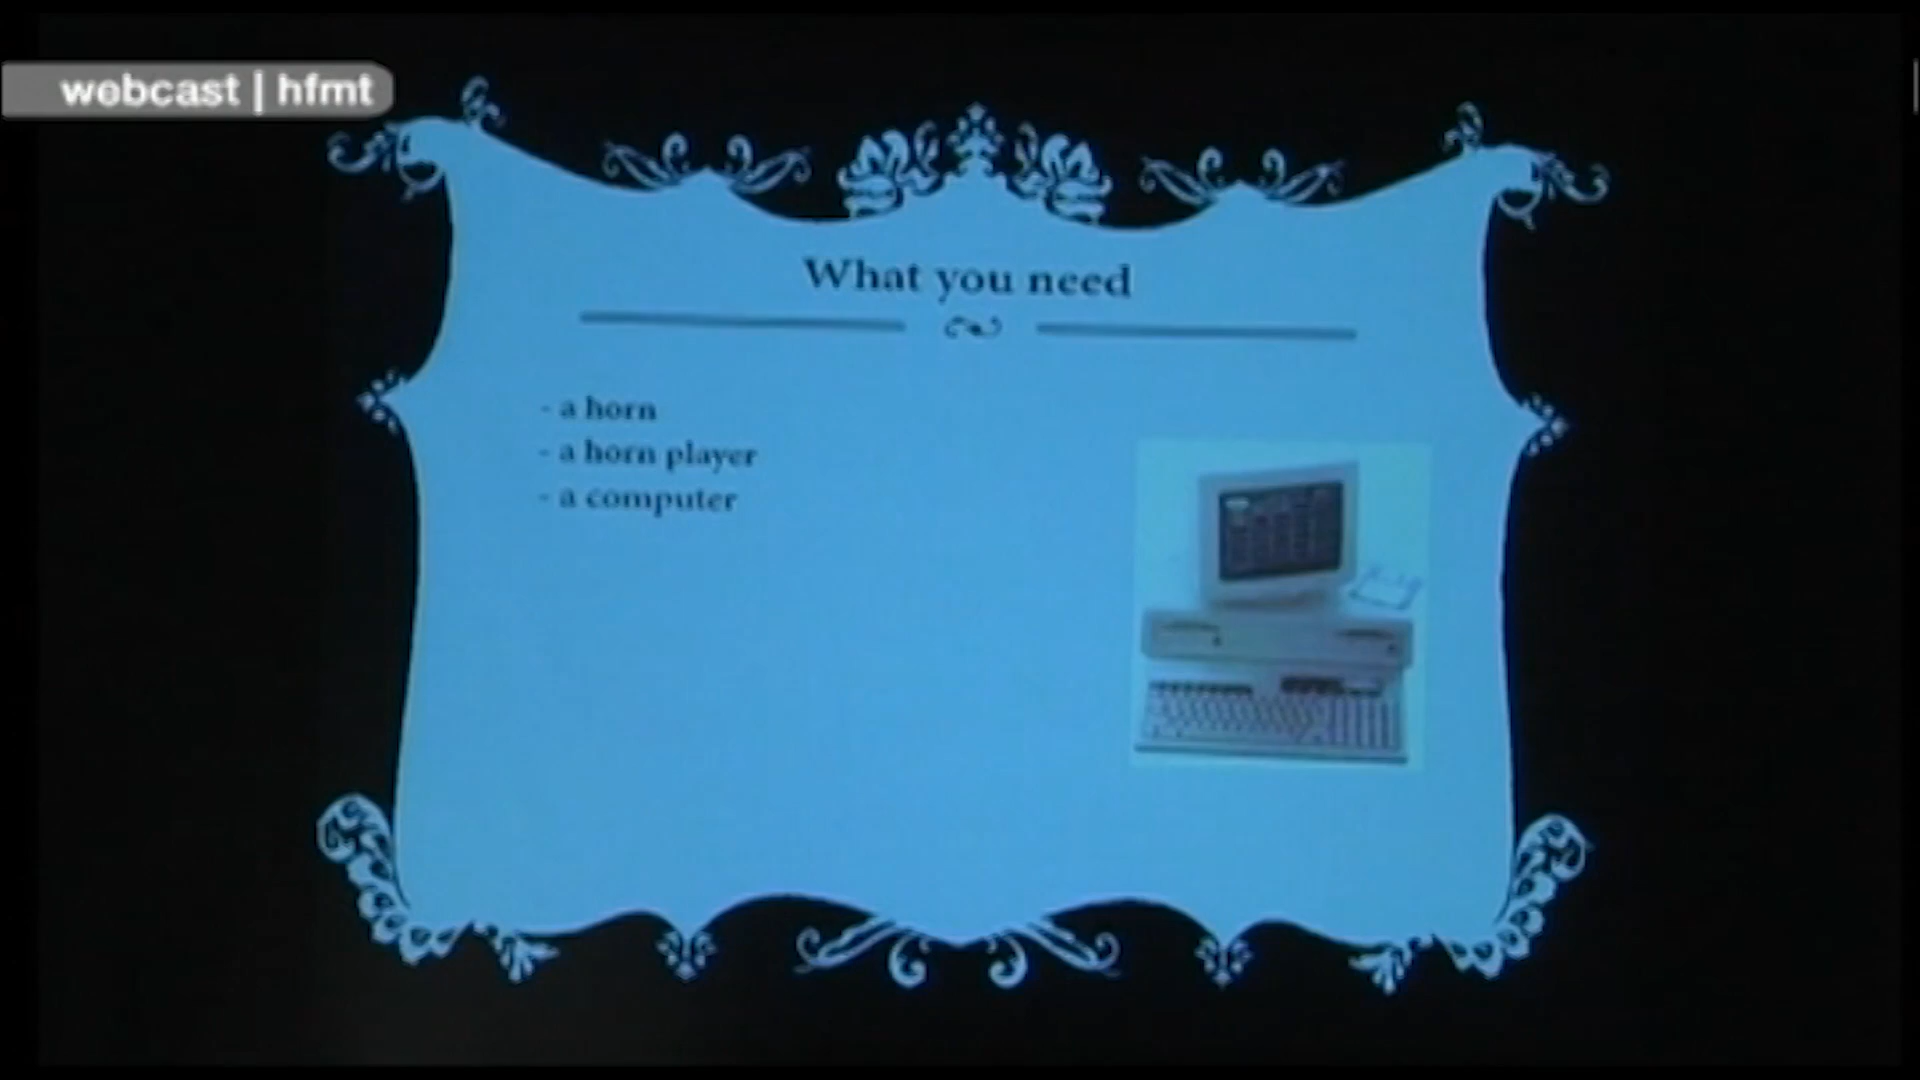 webcast | hfmt
What you need
- a horn
- a horn player
- a computer